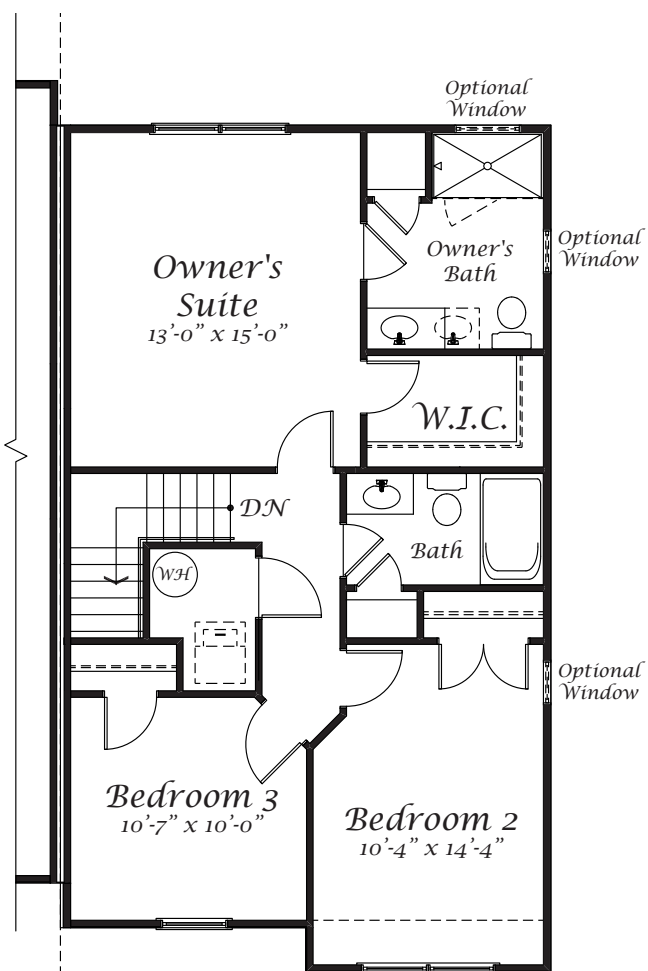 Optional
Window
Owner's
Suite
13'-0" x 15'-0"
Owner's
Bath
Optional
Window
W.I.C.
DN
Bath
WH
Optional
Window
Bedroom 3
10'-7" x 10'-0"
Bedroom 2
10'-4" x 14'-4"